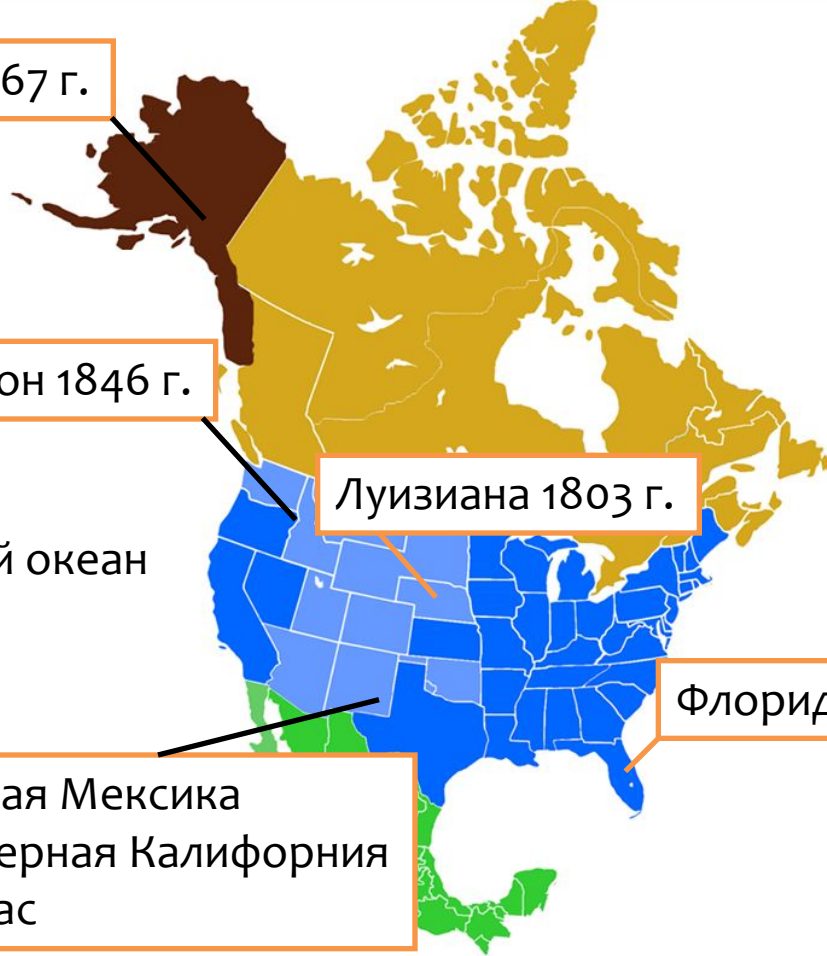 67 г.
он 1846 г.
Луизиана 1803 г.
й океан
Флорид
ая Мексика
ерная Калифорния
ас